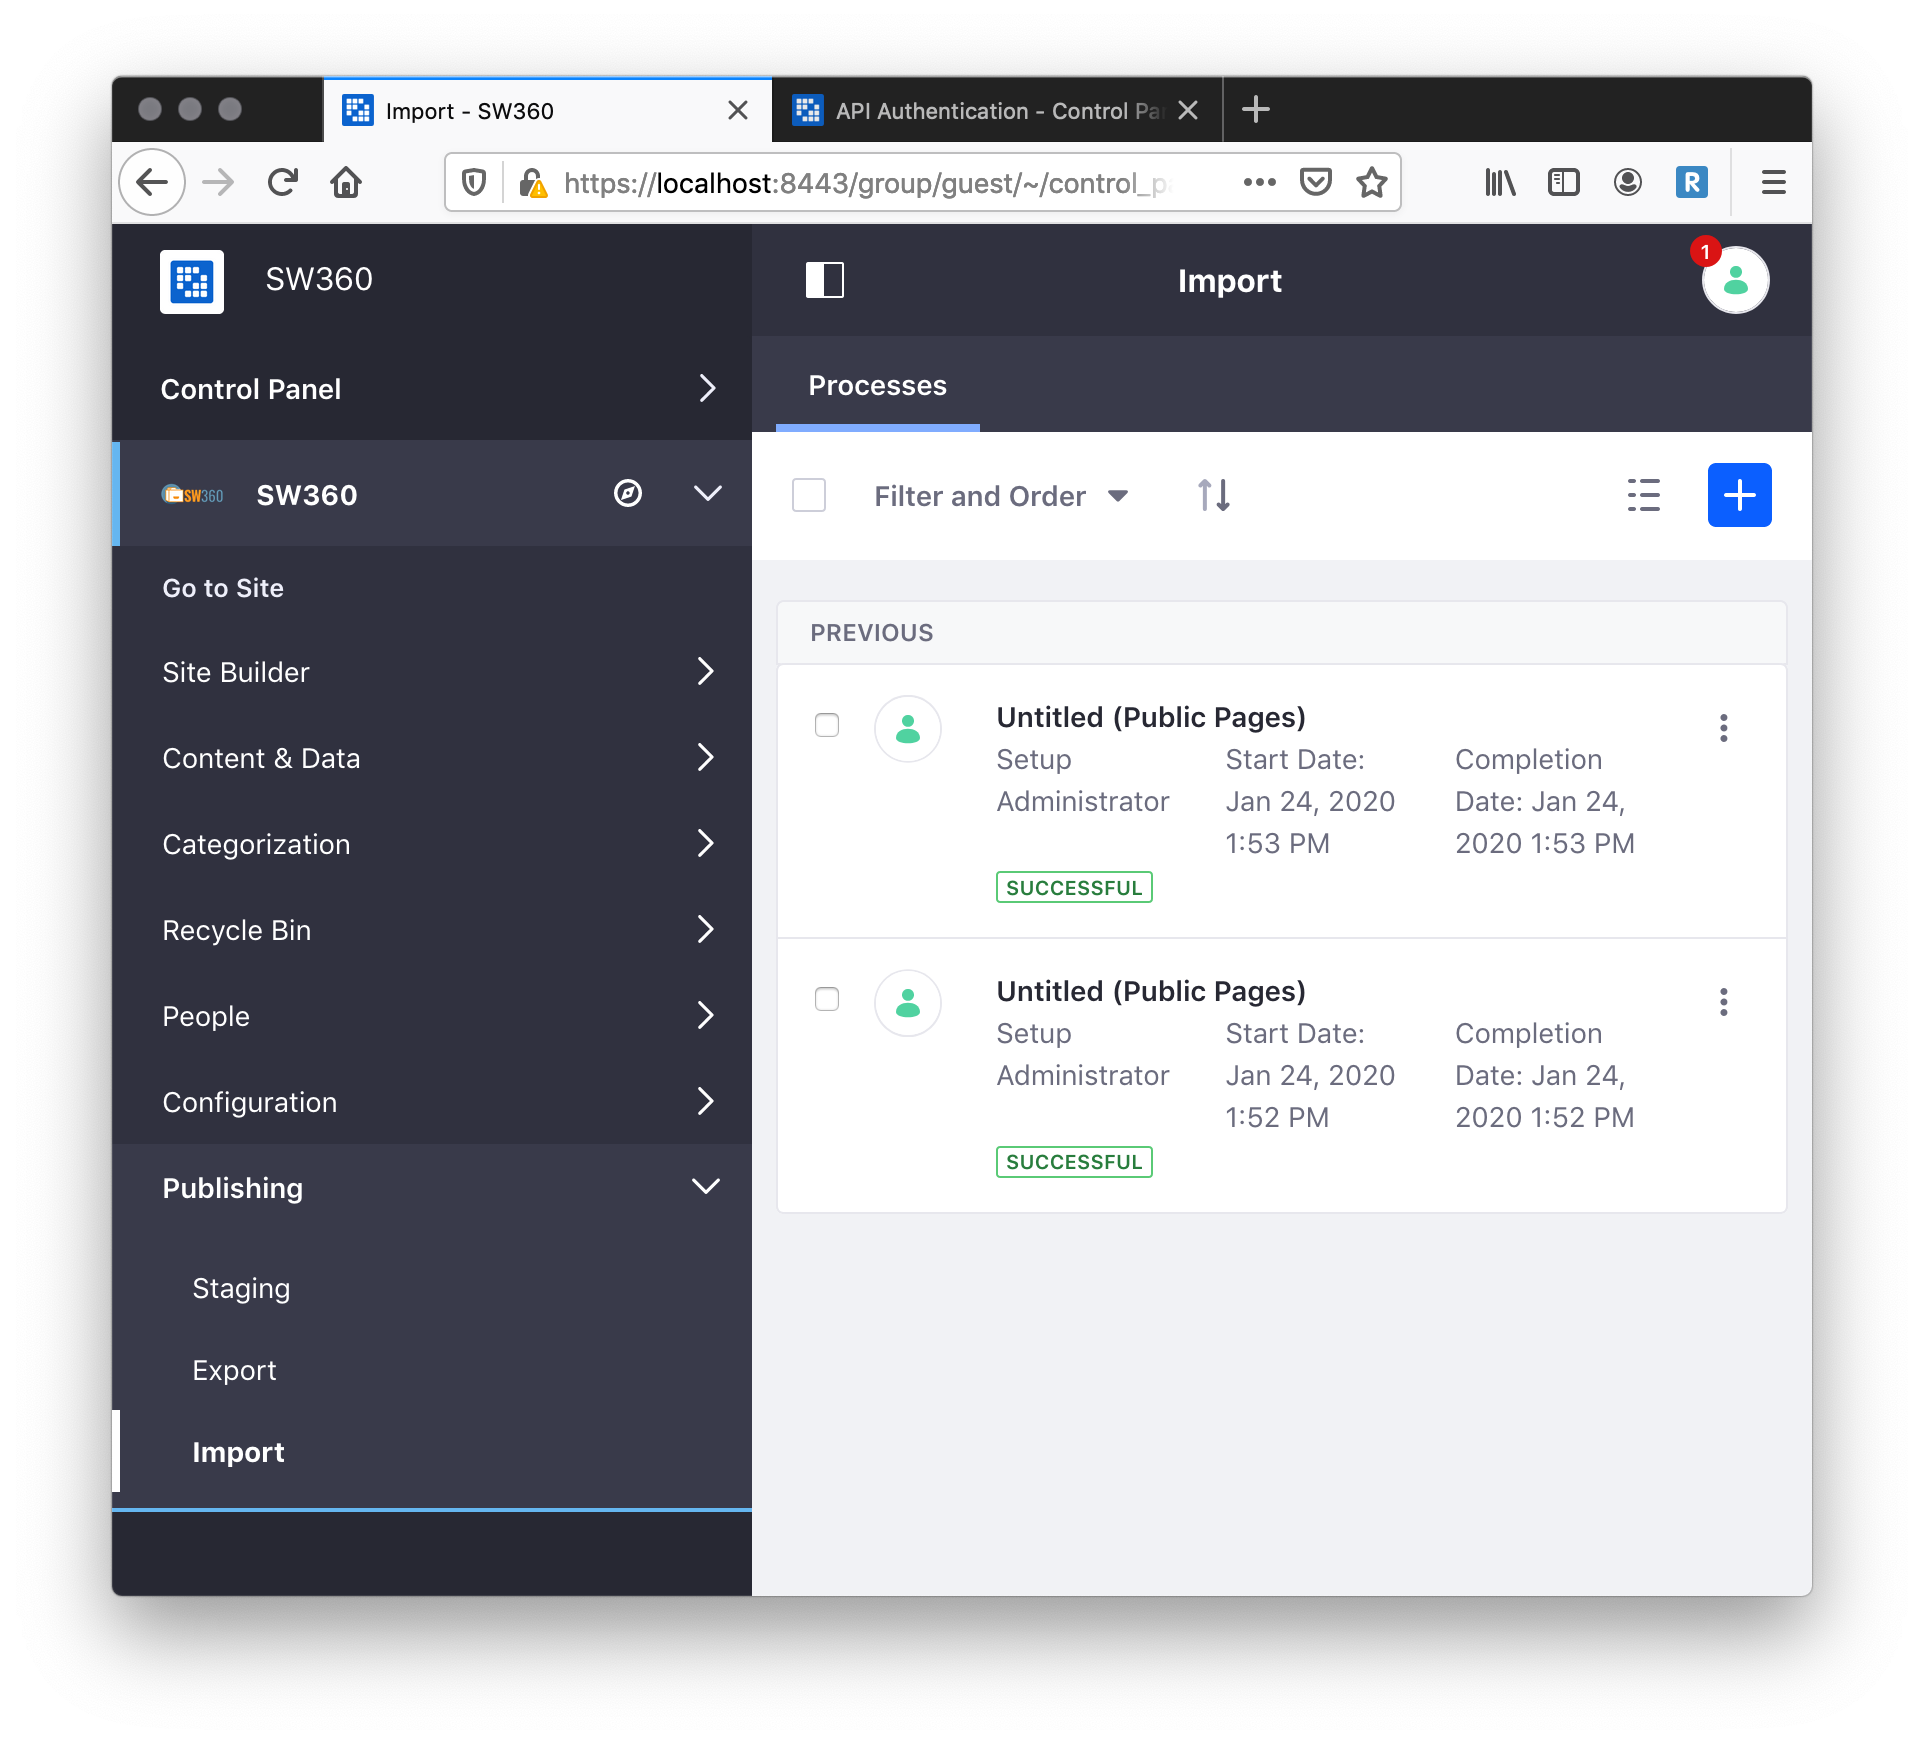 Import - SW360
API Authentication - Control Pa
https://localhost:8443/group/guest/~/control_p
R
SW360
Import
1
Control Panel
Processes
SW360
SW360
Filter and Order
Go to Site
Site Builder
Content & Data
Categorization
Recycle Bin
People
Configuration
Publishing
Staging
Export
Import
PREVIOUS
Untitled (Public Pages)
Setup
Administrator
Start Date:
Jan 24, 2020
1:53 PM
Completion
Date: Jan 24,
2020 1:53 PM
SUCCESSFUL
Untitled (Public Pages)
Setup
Administrator
Start Date:
Jan 24, 2020
1:52 PM
Completion
Date: Jan 24,
2020 1:52 PM
SUCCESSFUL